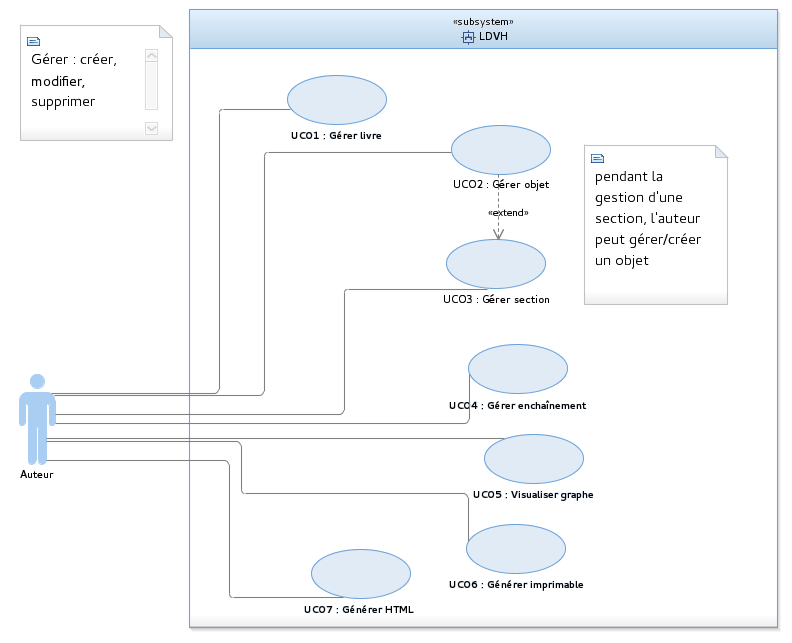 «subsystem»
LDVH
Gérer : créer,
modifier,
supprimer
UC01 : Gérer livre
UC02 : Gérer objet
«extend»
pendant la
gestion d'une
section, l'auteur
peut gérer/créer
un objet
UC03 : Gérer section
UC04 : Gérer enchaînement
Auteur
UC05 : Visualiser graphe
UC06 : Générer imprimable
UC07 : Générer HTML